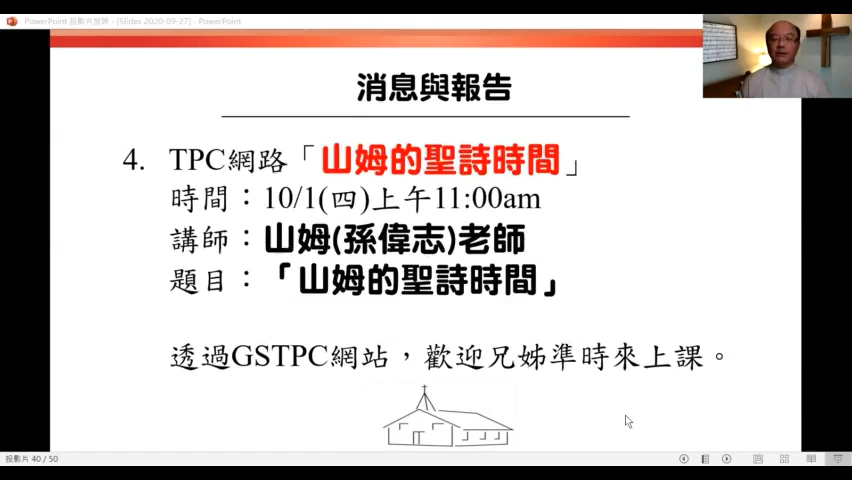 PowerPoint 投影片放映 - [Slides 2020-09-27] - PowerPoint
消息與報告
4. TPC網路「山姆的聖詩時間」
時間：10/1(四)上午11:00am
講師：山姆(孫偉志)老師
題目：「山姆的聖詩時間」
透過GSTPC網站，歡迎兄姊準時來上課。
投影片 40 / 50